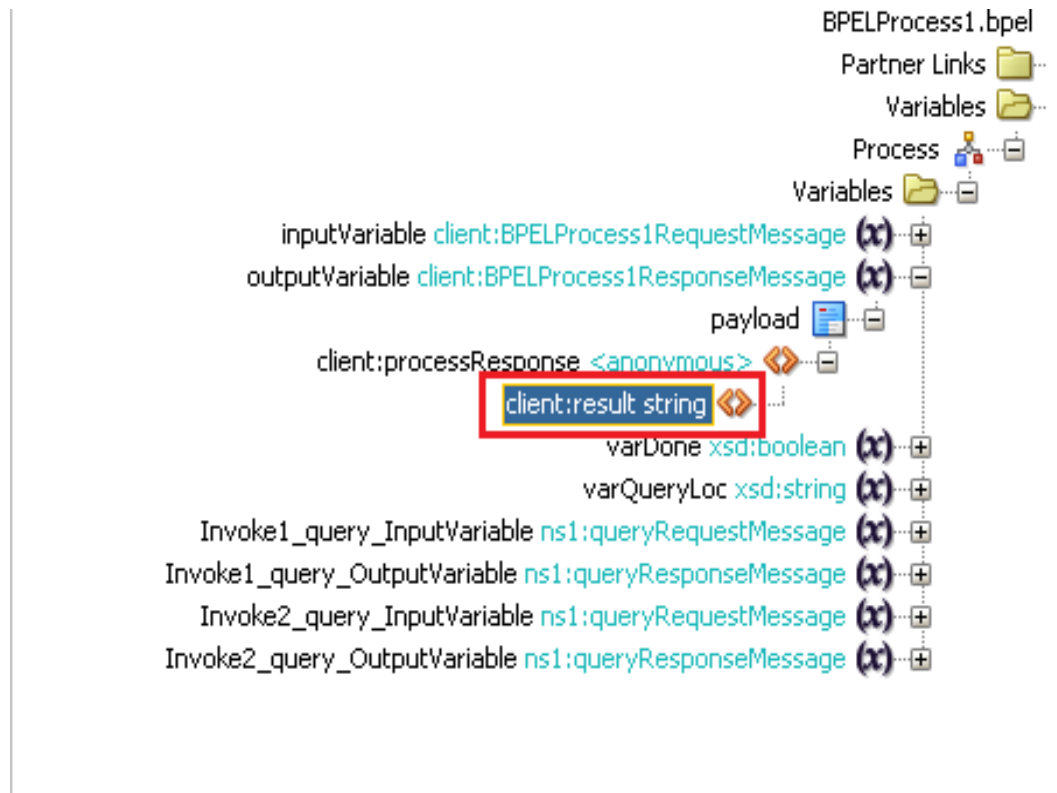 BPELProcess1.bpel
Partner Links
Variables
Process
Variables
inputVariable client:BPELProcess1RequestMessage (x)
outputVariable client:BPELProcess1ResponseMessage (x)
payload
client:processResponse <anonymous>
client:result string
varDone xsd:boolean (x)
varQueryLoc xsd:string (x)
Invoke1_query_InputVariable ns1:queryRequestMessage (x)
Invoke1_query_OutputVariable ns1:queryResponseMessage (x)
Invoke2_query_InputVariable ns1:queryRequestMessage (x)
Invoke2_query_OutputVariable ns1:queryResponseMessage (x)